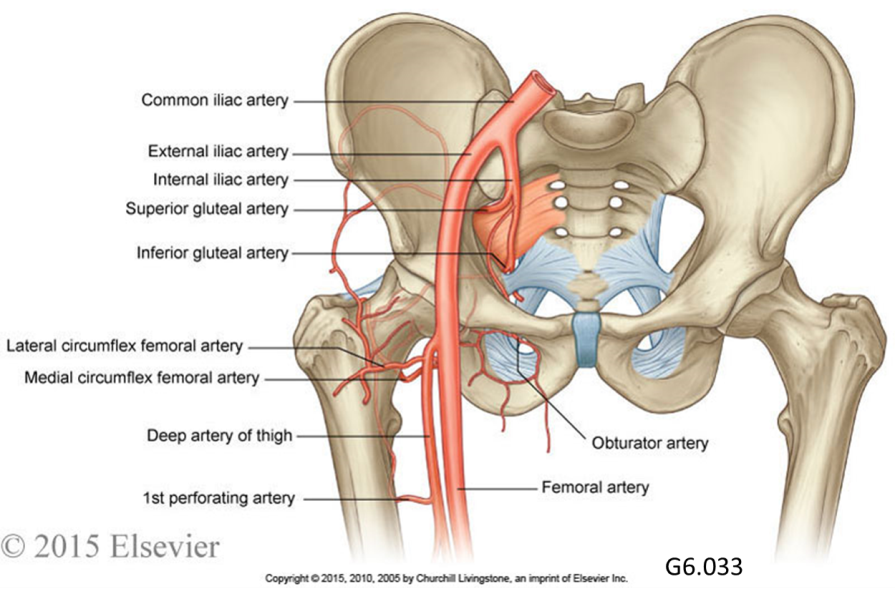 Common iliac artery
External iliac artery
Internal iliac artery
Superior gluteal artery
Inferior gluteal artery
Lateral circumflex femoral artery
Medial circumflex femoral artery
Deep artery of thigh
Obturator artery
1st perforating artery
Femoral artery
© 2015 Elsevier
G6.033
Copyright © 2015, 2010, 2005 by Churchill Livingstone, an imprint of Elsevier Inc.